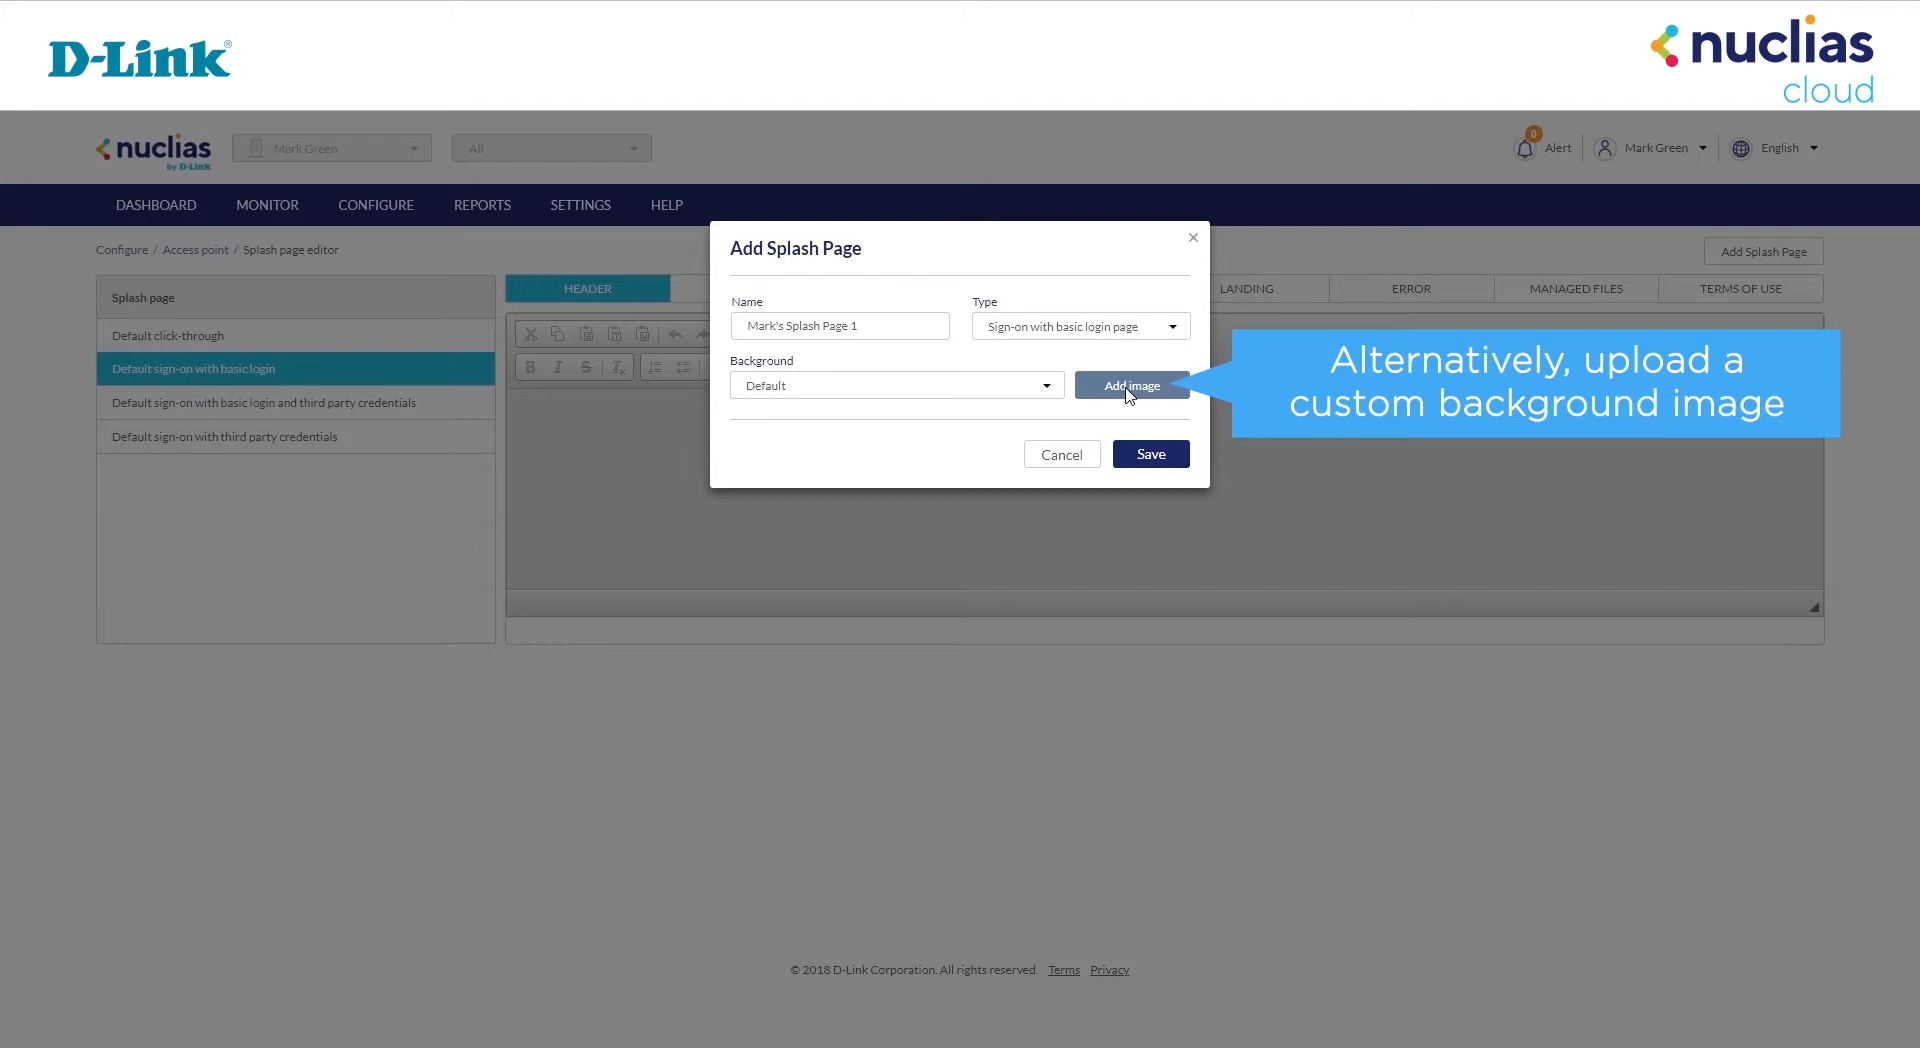 D-Link®
nuclias
cloud
nuclias
by D-Link
Mark Green
All
0
Alert
Mark Green
English
DASHBOARD
MONITOR
CONFIGURE
REPORTS
SETTINGS
HELP
Configure / Access point / Splash page editor
Add Splash Page
Splash page
Default click-through
Default sign-on with basic login
Default sign-on with basic login and third party credentials
Default sign-on with third party credentials
HEADER
LANDING
ERROR
MANAGED FILES
TERMS OF USE
B I S Tx
Add Splash Page
×
Name
Type
Mark's Splash Page 1
Sign-on with basic login page
Background
Default
Add image
Cancel
Save
Alternatively, upload a
custom background image
© 2018 D-Link Corporation. All rights reserved. Terms Privacy